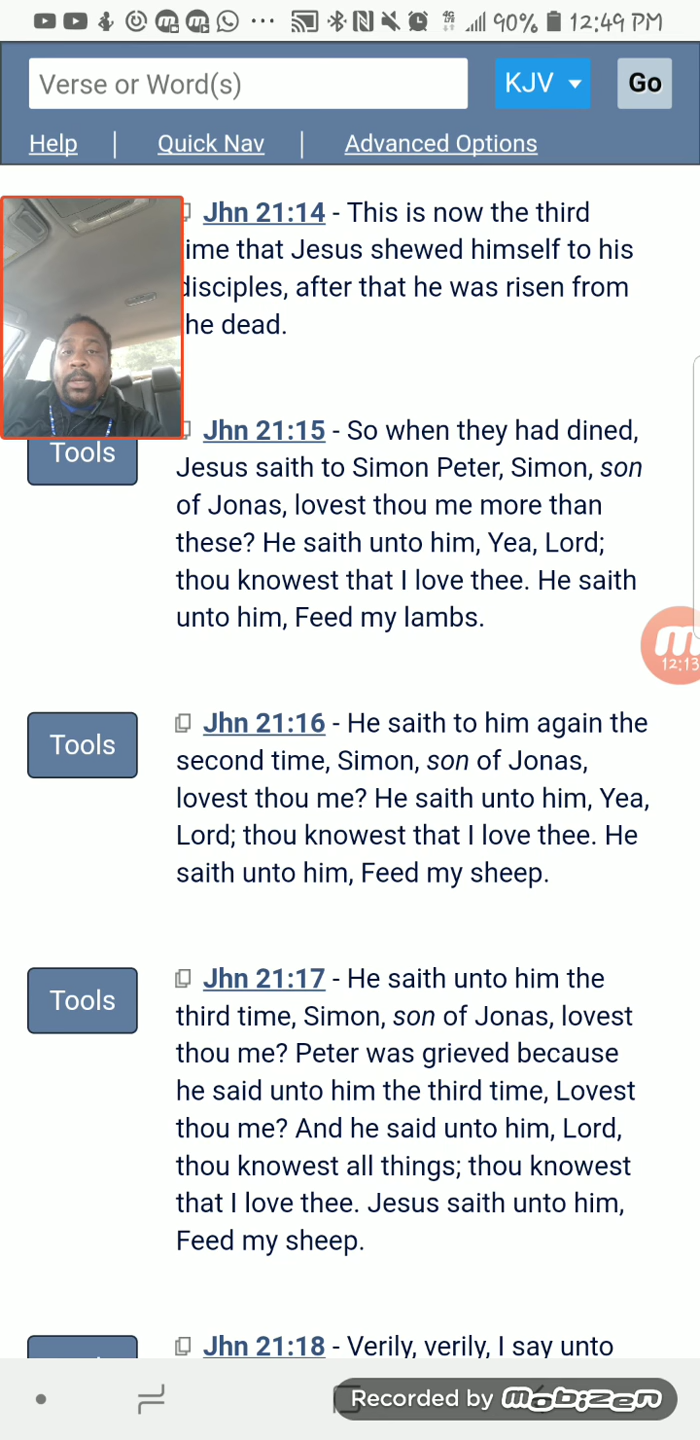 90% 12:49 PM
Verse or Word(s) KJV Go
Help | Quick Nav | Advanced Options
Jhn 21:14 - This is now the third
ime that Jesus shewed himself to his
disciples, after that he was risen from
he dead.
Tools
Jhn 21:15 - So when they had dined,
Jesus saith to Simon Peter, Simon, son
of Jonas, lovest thou me more than
these? He saith unto him, Yea, Lord;
thou knowest that I love thee. He saith
unto him, Feed my lambs.
12:13
Tools
Jhn 21:16 - He saith to him again the
second time, Simon, son of Jonas,
lovest thou me? He saith unto him, Yea,
Lord; thou knowest that I love thee. He
saith unto him, Feed my sheep.
Tools
Jhn 21:17 - He saith unto him the
third time, Simon, son of Jonas, lovest
thou me? Peter was grieved because
he said unto him the third time, Lovest
thou me? And he said unto him, Lord,
thou knowest all things; thou knowest
that I love thee. Jesus saith unto him,
Feed my sheep.
Jhn 21:18 - Verily, verily, I say unto
Recorded by mobizen